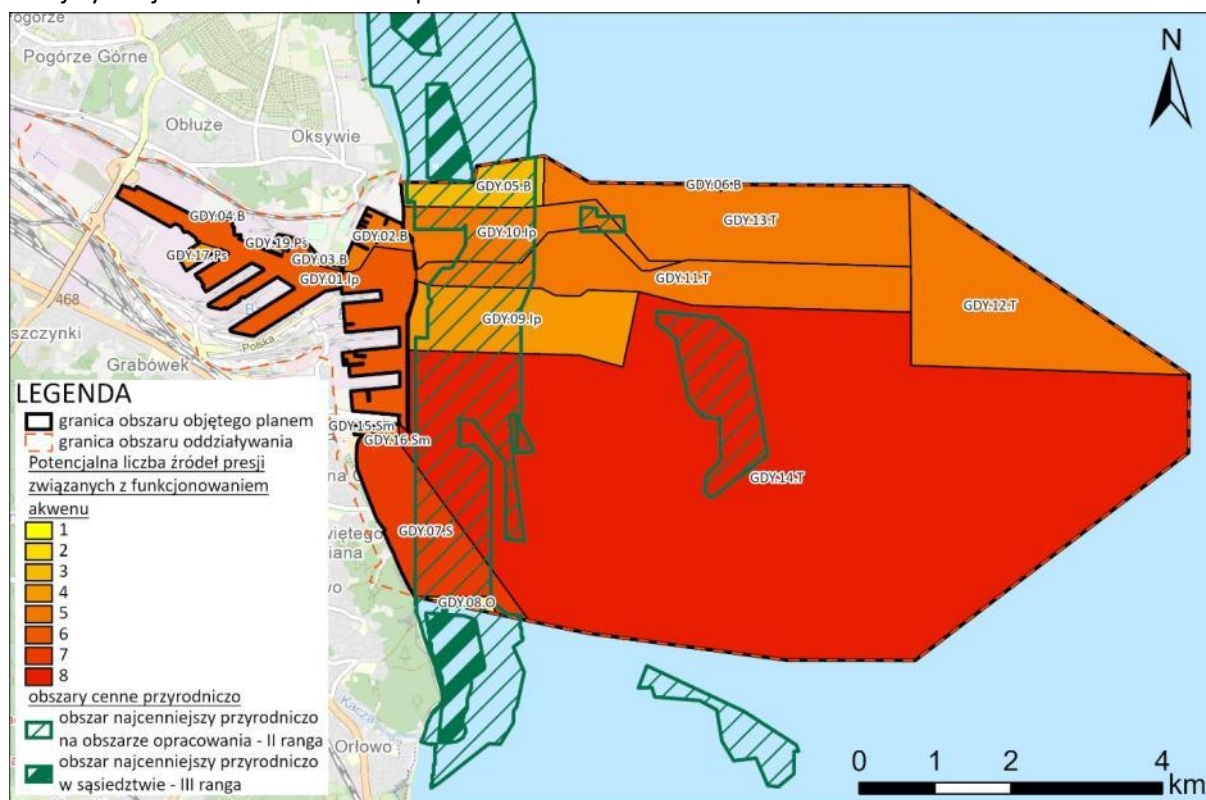 Pogórze Górne
Obłuże
Oksywie
N
GDY.05.B
GDY.06.B
GDY.04.B
GDY.13.T
GDY.02.B
GDY.10.Ip
GDY.19.Ps
GDY.17.Ps
GDY.03.B
GDY.01.Ip
GDY.11.T
468
GDY.12.T
GDY.09.Ip
szczynki
Polska
Grabówek
LEGENDA
granica obszaru objętego planem
granica obszaru oddziaływania
Potencjalna liczba źródeł presji
związanych z funkcjonowaniem
akwenu
1
2
3
4
5
6
7
8
obszary cenne przyrodniczo
obszar najcenniejszy przyrodniczo
na obszarze opracowania - II ranga
obszar najcenniejszy przyrodniczo
w sąsiedztwie - III ranga
GDY.15.Sm
GDY.16.Sm
GDY.14.T
GDY.07.S
GDY.08.O
Kacza
Orłowo
0 1 2 4
km